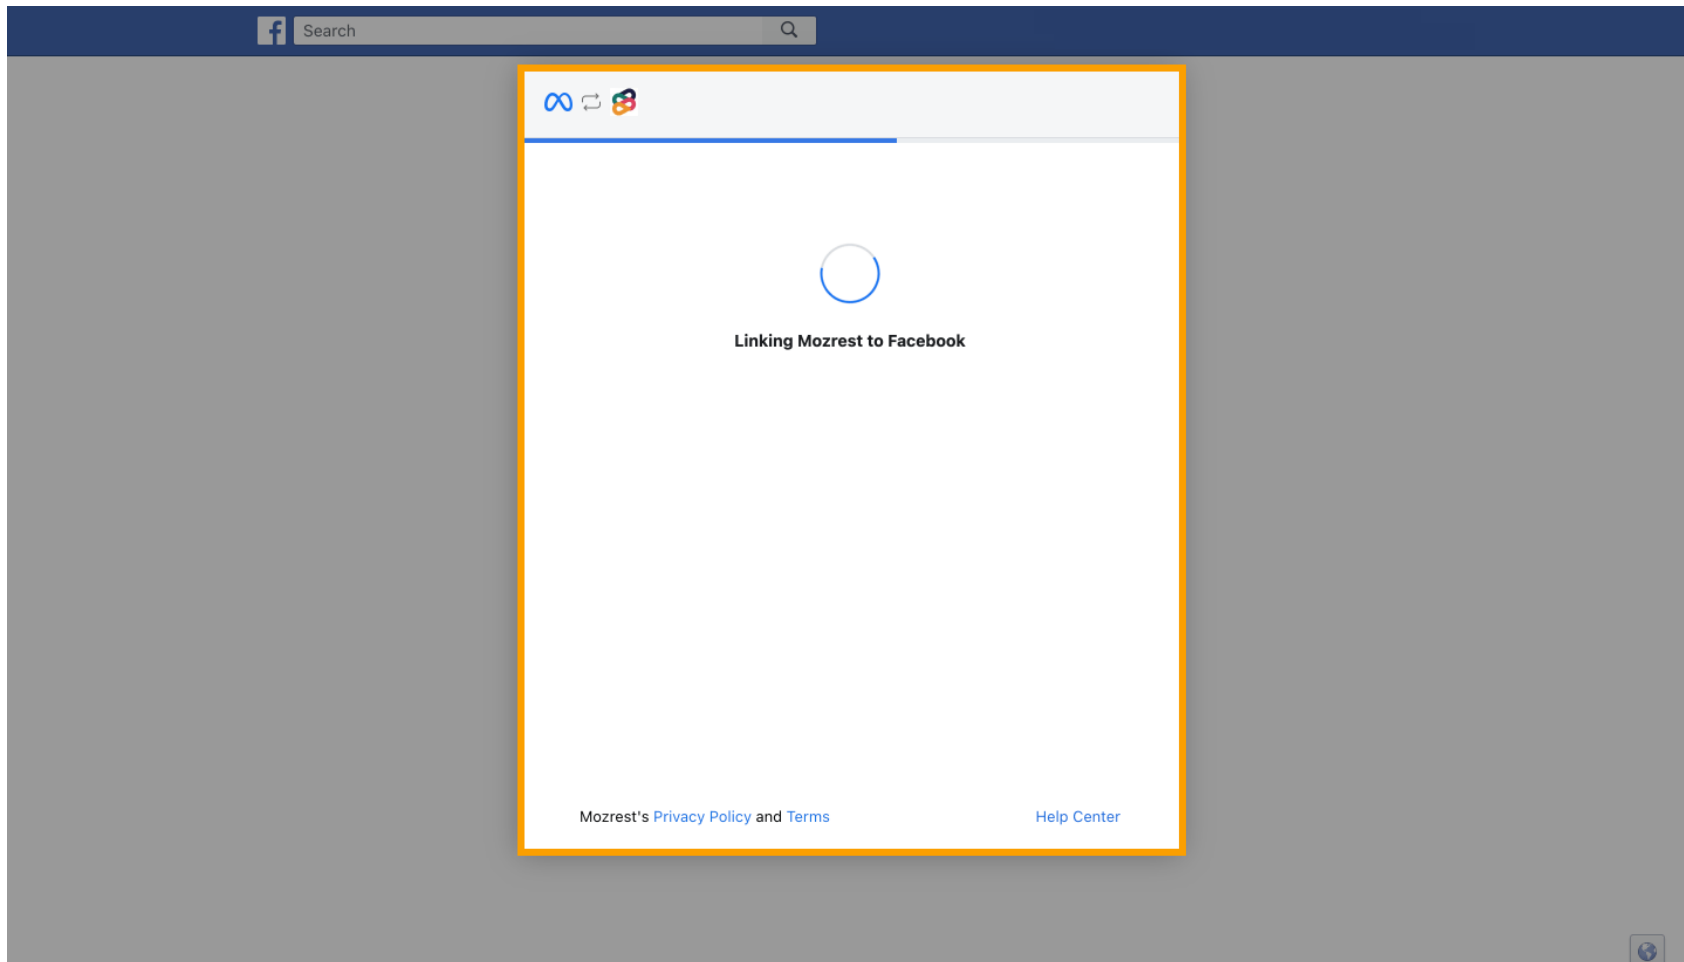 Search
Linking Mozrest to Facebook
Mozrest's Privacy Policy and Terms
Help Center